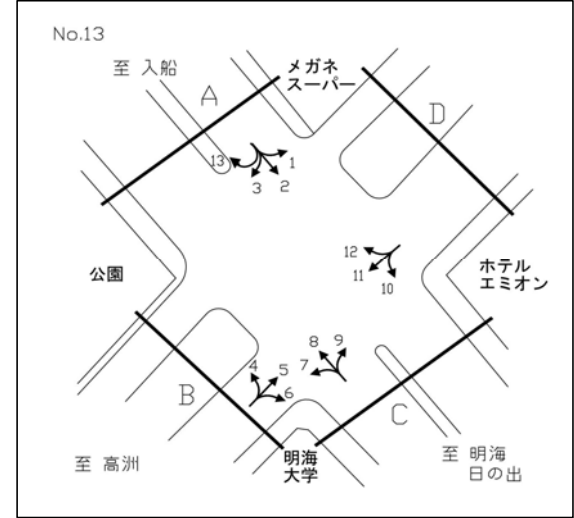 No.13
至 入船
メガネ
スーパー
A
D
13
1
3
2
12
11
10
公園
ホテル
エミオン
8
9
7
4
5
6
B
C
至 高洲
明海
大学
至 明海
日の出